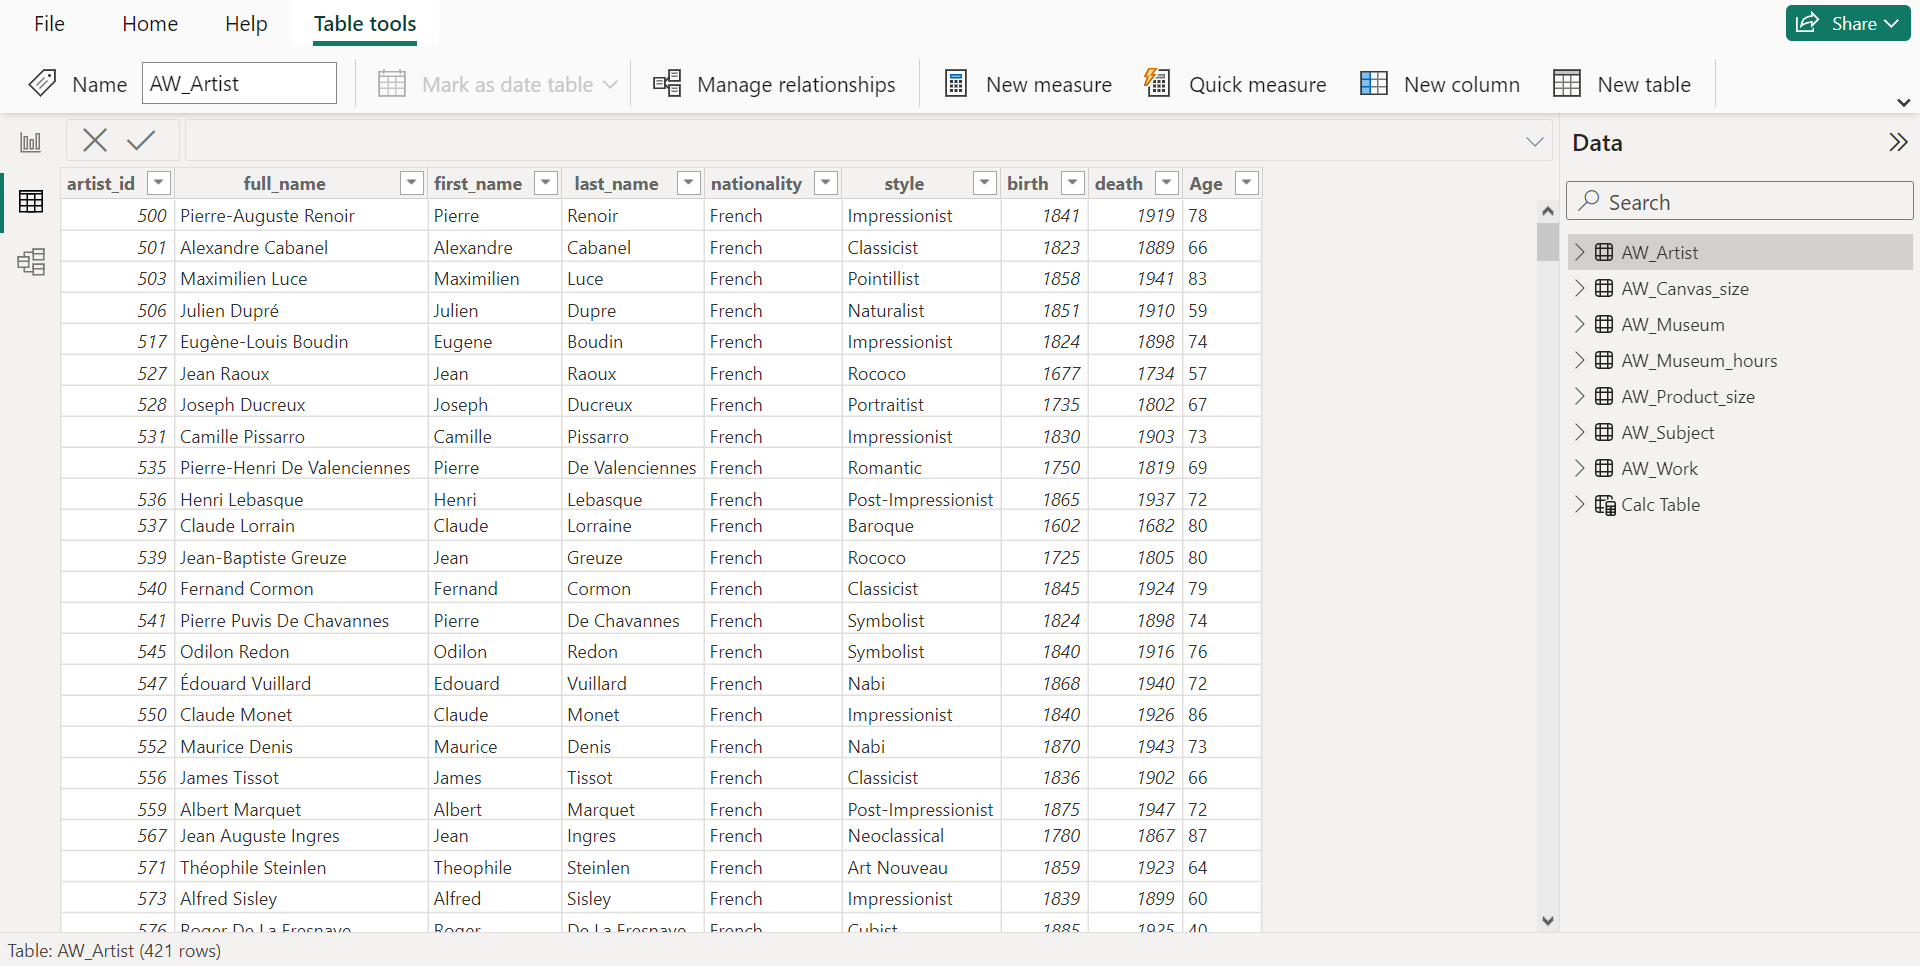 File Home Help Table tools Share
Name AW_Artist Mark as date table Manage relationships New measure Quick measure New column New table
Data
Search
AW_Artist
AW_Canvas_size
AW_Museum
AW_Museum_hours
AW_Product_size
AW_Subject
AW_Work
Calc Table
artist_id full_name first_name last_name nationality style birth death Age
500 Pierre-Auguste Renoir Pierre Renoir French Impressionist 1841 1919 78
501 Alexandre Cabanel Alexandre Cabanel French Classicist 1823 1889 66
503 Maximilien Luce Maximilien Luce French Pointillist 1858 1941 83
506 Julien Dupré Julien Dupre French Naturalist 1851 1910 59
517 Eugène-Louis Boudin Eugene Boudin French Impressionist 1824 1898 74
527 Jean Raoux Jean Raoux French Rococo 1677 1734 57
528 Joseph Ducreux Joseph Ducreux French Portraitist 1735 1802 67
531 Camille Pissarro Camille Pissarro French Impressionist 1830 1903 73
535 Pierre-Henri De Valenciennes Pierre De Valenciennes French Romantic 1750 1819 69
536 Henri Lebasque Henri Lebasque French Post-Impressionist 1865 1937 72
537 Claude Lorrain Claude Lorraine French Baroque 1602 1682 80
539 Jean-Baptiste Greuze Jean Greuze French Rococo 1725 1805 80
540 Fernand Cormon Fernand Cormon French Classicist 1845 1924 79
541 Pierre Puvis De Chavannes Pierre De Chavannes French Symbolist 1824 1898 74
545 Odilon Redon Odilon Redon French Symbolist 1840 1916 76
547 Édouard Vuillard Edouard Vuillard French Nabi 1868 1940 72
550 Claude Monet Claude Monet French Impressionist 1840 1926 86
552 Maurice Denis Maurice Denis French Nabi 1870 1943 73
556 James Tissot James Tissot French Classicist 1836 1902 66
559 Albert Marquet Albert Marquet French Post-Impressionist 1875 1947 72
567 Jean Auguste Ingres Jean Ingres French Neoclassical 1780 1867 87
571 Théophile Steinlen Theophile Steinlen French Art Nouveau 1859 1923 64
573 Alfred Sisley Alfred Sisley French Impressionist 1839 1899 60
576 Roger De La Fresnaye Roger De La Fresnaye French Cubist 1885 1925 40
Table: AW_Artist (421 rows)